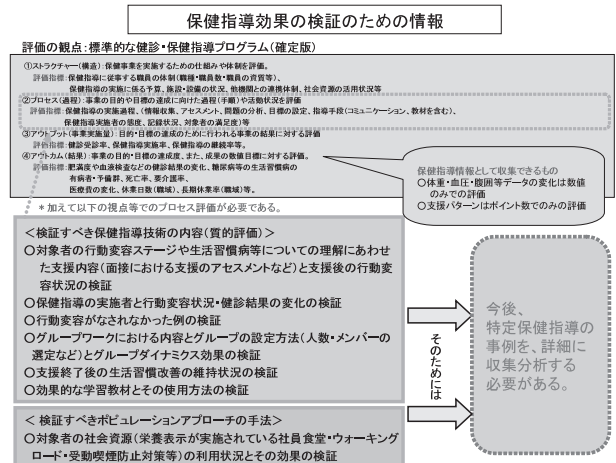 保健指導効果の検証のための情報
評価の観点:標準的な健診・保健指導プログラム(確定版)
①ストラクチャー(構造):保健事業を実施するための仕組みや体制を評価。
評価指標:保健指導に従事する職員の体制(職種・職員数・職員の資質等)、
保健指導の実施に係る予算、施設・設備の状況、他機関との連携体制、社会資源の活用状況等
②プロセス(過程):事業の目的や目標の達成に向けた過程(手順)や活動状況を評価
評価指標:保健指導の実施過程、(情報収集、アセスメント、問題の分析、目標の設定、指導手段(コミュニケーション、教材を含む)、
保健指導実施者の態度、記録状況、対象者の満足度)等
③アウトプット(事業実施量):目的・目標の達成のために行われる事業の結果に対する評価
評価指標:健診受診率、保健指導実施率、保健指導の継続率等。
④アウトカム(結果):事業の目的・目標の達成度、また、成果の数値目標に対する評価。
評価指標:肥満度や血液検査などの健診結果の変化、糖尿病等の生活習慣病の
有病者・予備群、死亡率、要介護率、
医療費の変化、休業日数(職域)、長期休業率(職域)等。
保健指導情報として収集できるもの
○体重・血圧・腹囲等データの変化は数値
のみでの評価
○支援パターンはポイント数でのみの評価
*加えて以下の視点等でのプロセス評価が必要である。
<検証すべき保健指導技術の内容(質的評価)>
○対象者の行動変容ステージや生活習慣病等についての理解にあわせ
た支援内容(面接における支援のアセスメントなど)と支援後の行動変
容状況の検証
○保健指導の実施者と行動変容状況・健診結果の変化の検証
○行動変容がなされなかった例の検証
○グループワークにおける内容とグループの設定方法(人数・メンバーの
選定など)とグループダイナミクス効果の検証
○支援終了後の生活習慣改善の維持状況の検証
○効果的な学習教材とその使用方法の検証
<検証すべきポピュレーションアプローチの手法>
○対象者の社会資源(栄養表示が実施されている社員食堂・ウォーキング
ロード・受動喫煙防止対策等)の利用状況とその効果の検証
そのためには
今後、
特定保健指導の
事例を、詳細に
収集分析する
必要がある。